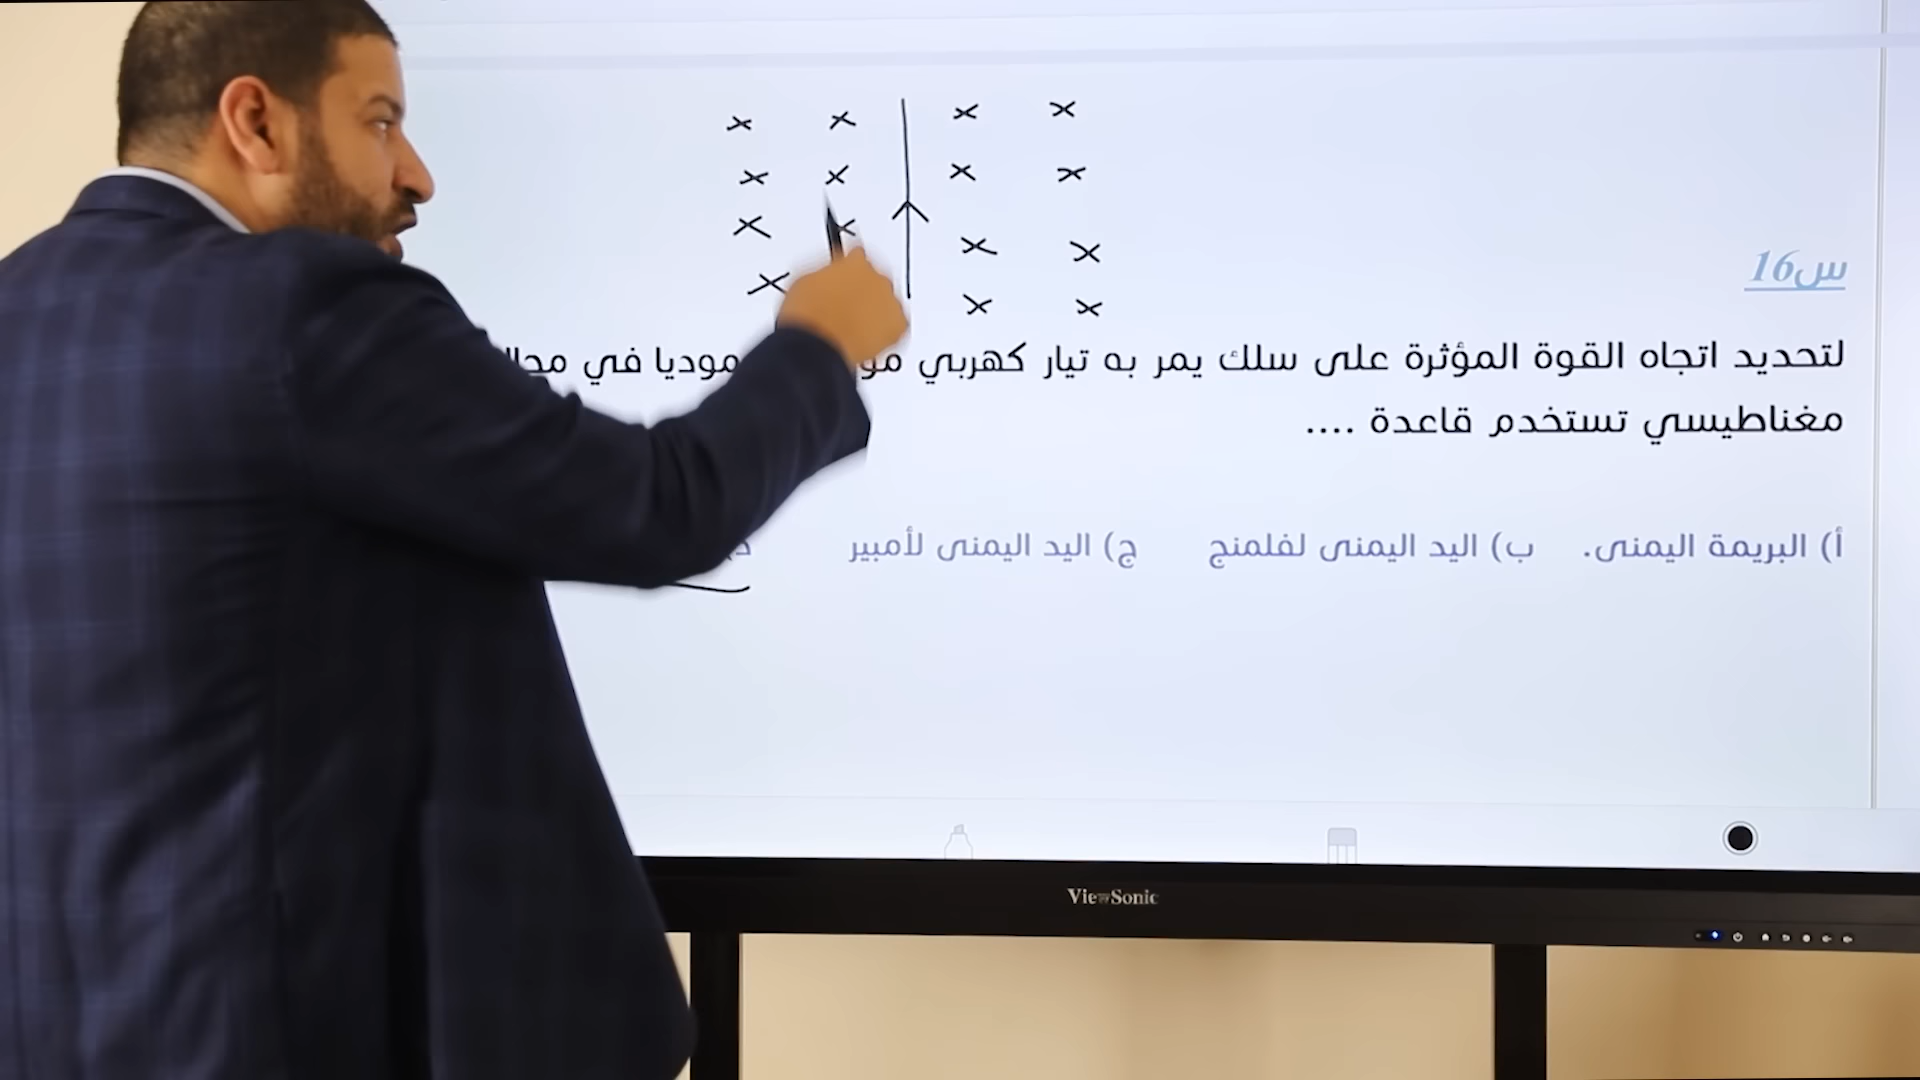 س16
لتحديد اتجاه القوة المؤثرة على سلك يمر به تيار كهربي في
مغناطيسي تستخدم قاعدة ....
أ) البريمة اليمنى. ب) اليد اليمنى لفلمنج ج) اليد اليمنى لأمبير
ViewSonic